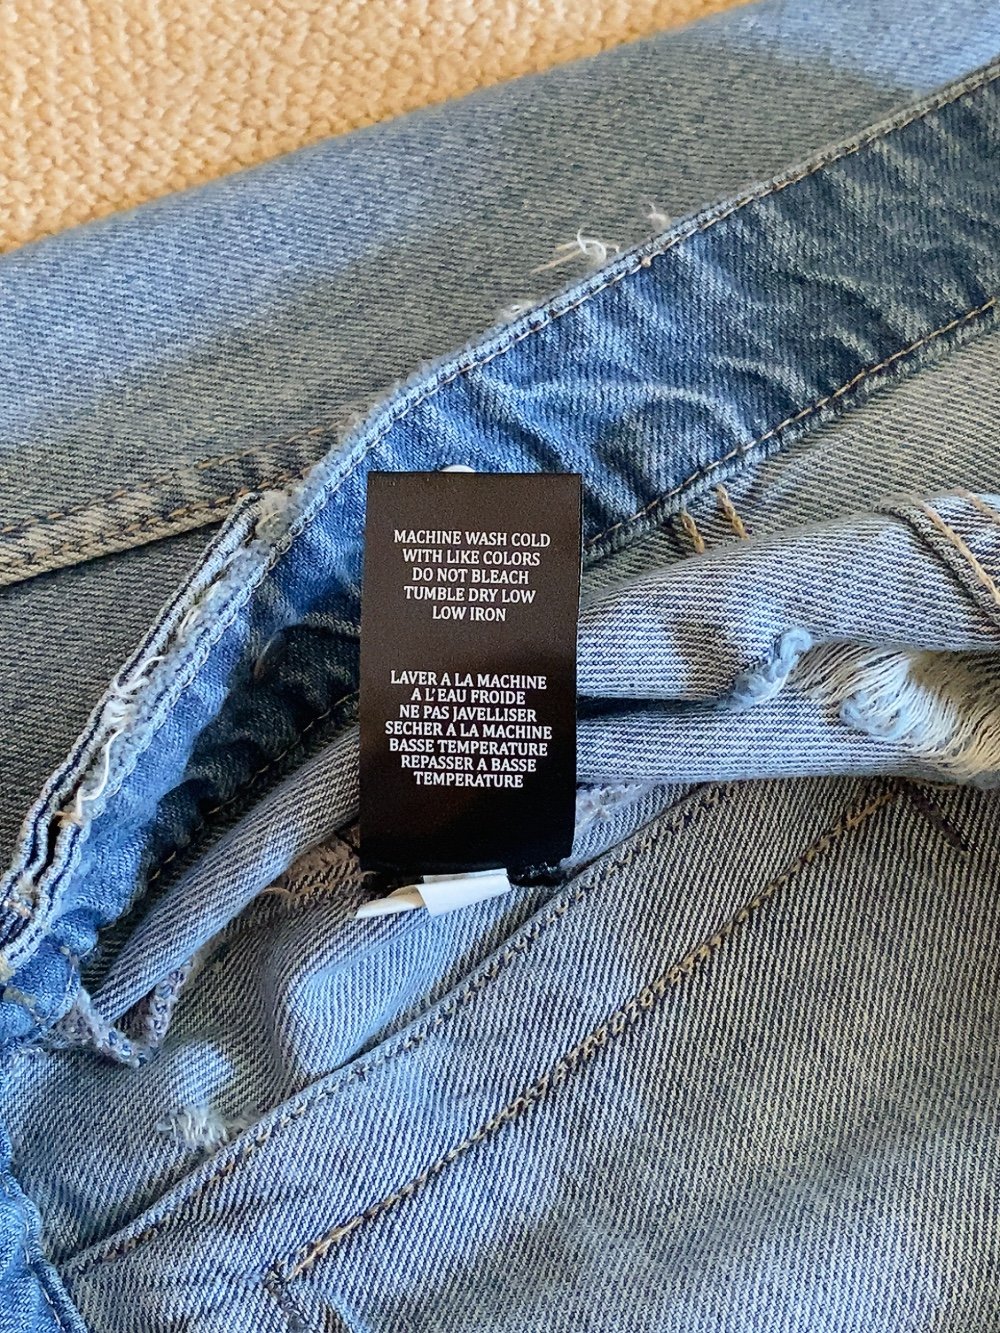 MACHINE WASH COLD
WITH LIKE COLORS
DO NOT BLEACH
TUMBLE DRY LOW
LOW IRON
LAVER A LA MACHINE
A L'EAU FROIDE
NE PAS JAVELLISER
SECHER A LA MACHINE
BASSE TEMPERATURE
REPASSER A BASSE
TEMPERATURE